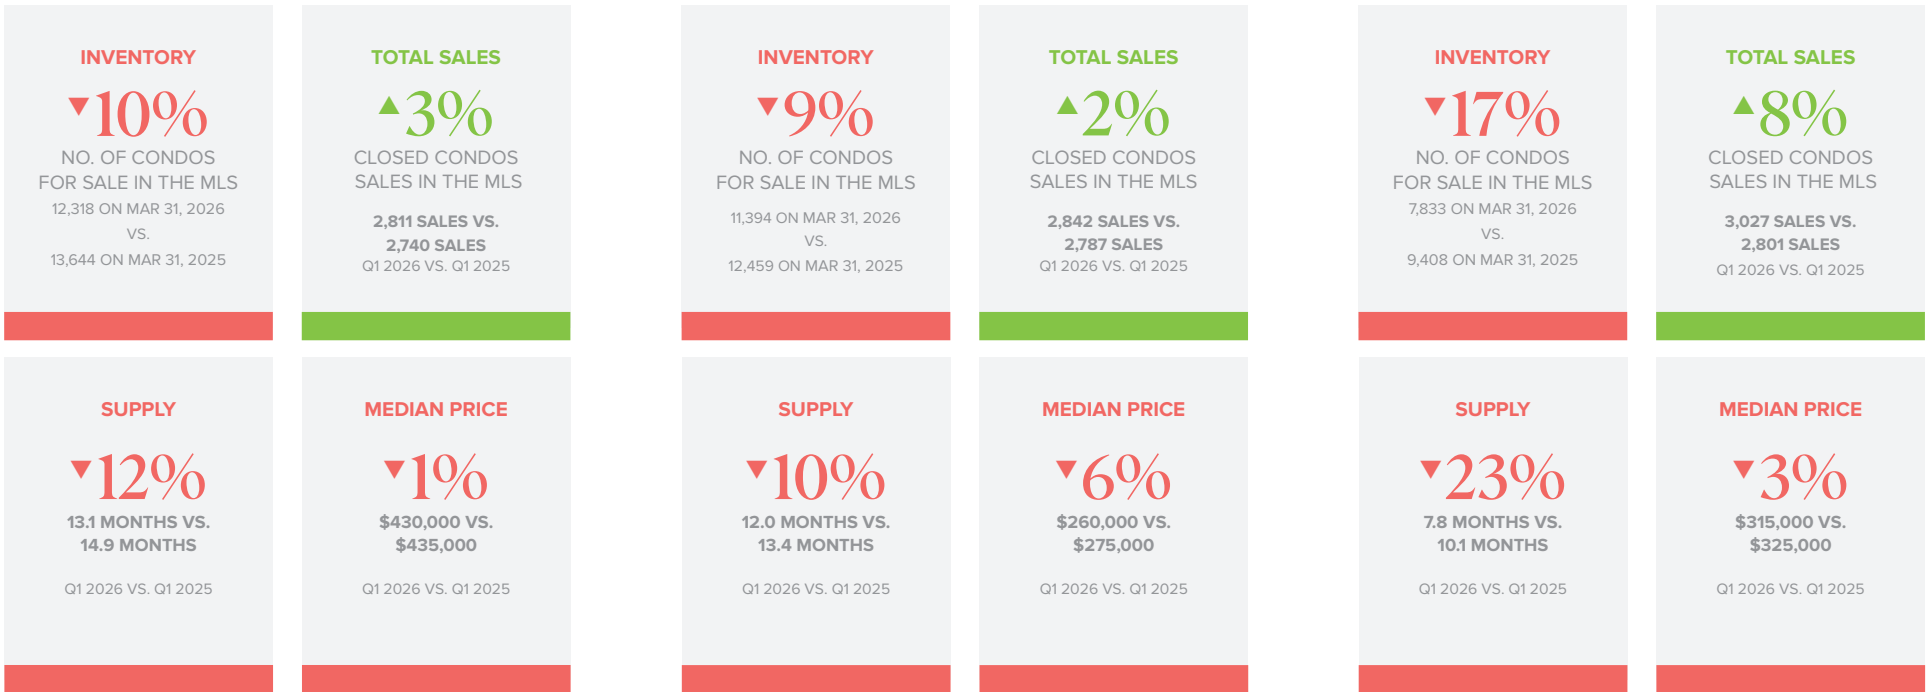 INVENTORY
▼10%
NO. OF CONDOS
FOR SALE IN THE MLS
12,318 ON MAR 31, 2026
VS.
13,644 ON MAR 31, 2025
TOTAL SALES
▲3%
CLOSED CONDOS
SALES IN THE MLS
2,811 SALES VS.
2,740 SALES
Q1 2026 VS. Q1 2025
SUPPLY
▼12%
13.1 MONTHS VS.
14.9 MONTHS
Q1 2026 VS. Q1 2025
MEDIAN PRICE
▼1%
$430,000 VS.
$435,000
Q1 2026 VS. Q1 2025
INVENTORY
▼9%
NO. OF CONDOS
FOR SALE IN THE MLS
11,394 ON MAR 31, 2026
VS.
12,459 ON MAR 31, 2025
TOTAL SALES
▲2%
CLOSED CONDOS
SALES IN THE MLS
2,842 SALES VS.
2,787 SALES
Q1 2026 VS. Q1 2025
SUPPLY
▼10%
12.0 MONTHS VS.
13.4 MONTHS
Q1 2026 VS. Q1 2025
MEDIAN PRICE
▼6%
$260,000 VS.
$275,000
Q1 2026 VS. Q1 2025
INVENTORY
▼17%
NO. OF CONDOS
FOR SALE IN THE MLS
7,833 ON MAR 31, 2026
VS.
9,408 ON MAR 31, 2025
TOTAL SALES
▲8%
CLOSED CONDOS
SALES IN THE MLS
3,027 SALES VS.
2,801 SALES
Q1 2026 VS. Q1 2025
SUPPLY
▼23%
7.8 MONTHS VS.
10.1 MONTHS
Q1 2026 VS. Q1 2025
MEDIAN PRICE
▼3%
$315,000 VS.
$325,000
Q1 2026 VS. Q1 2025